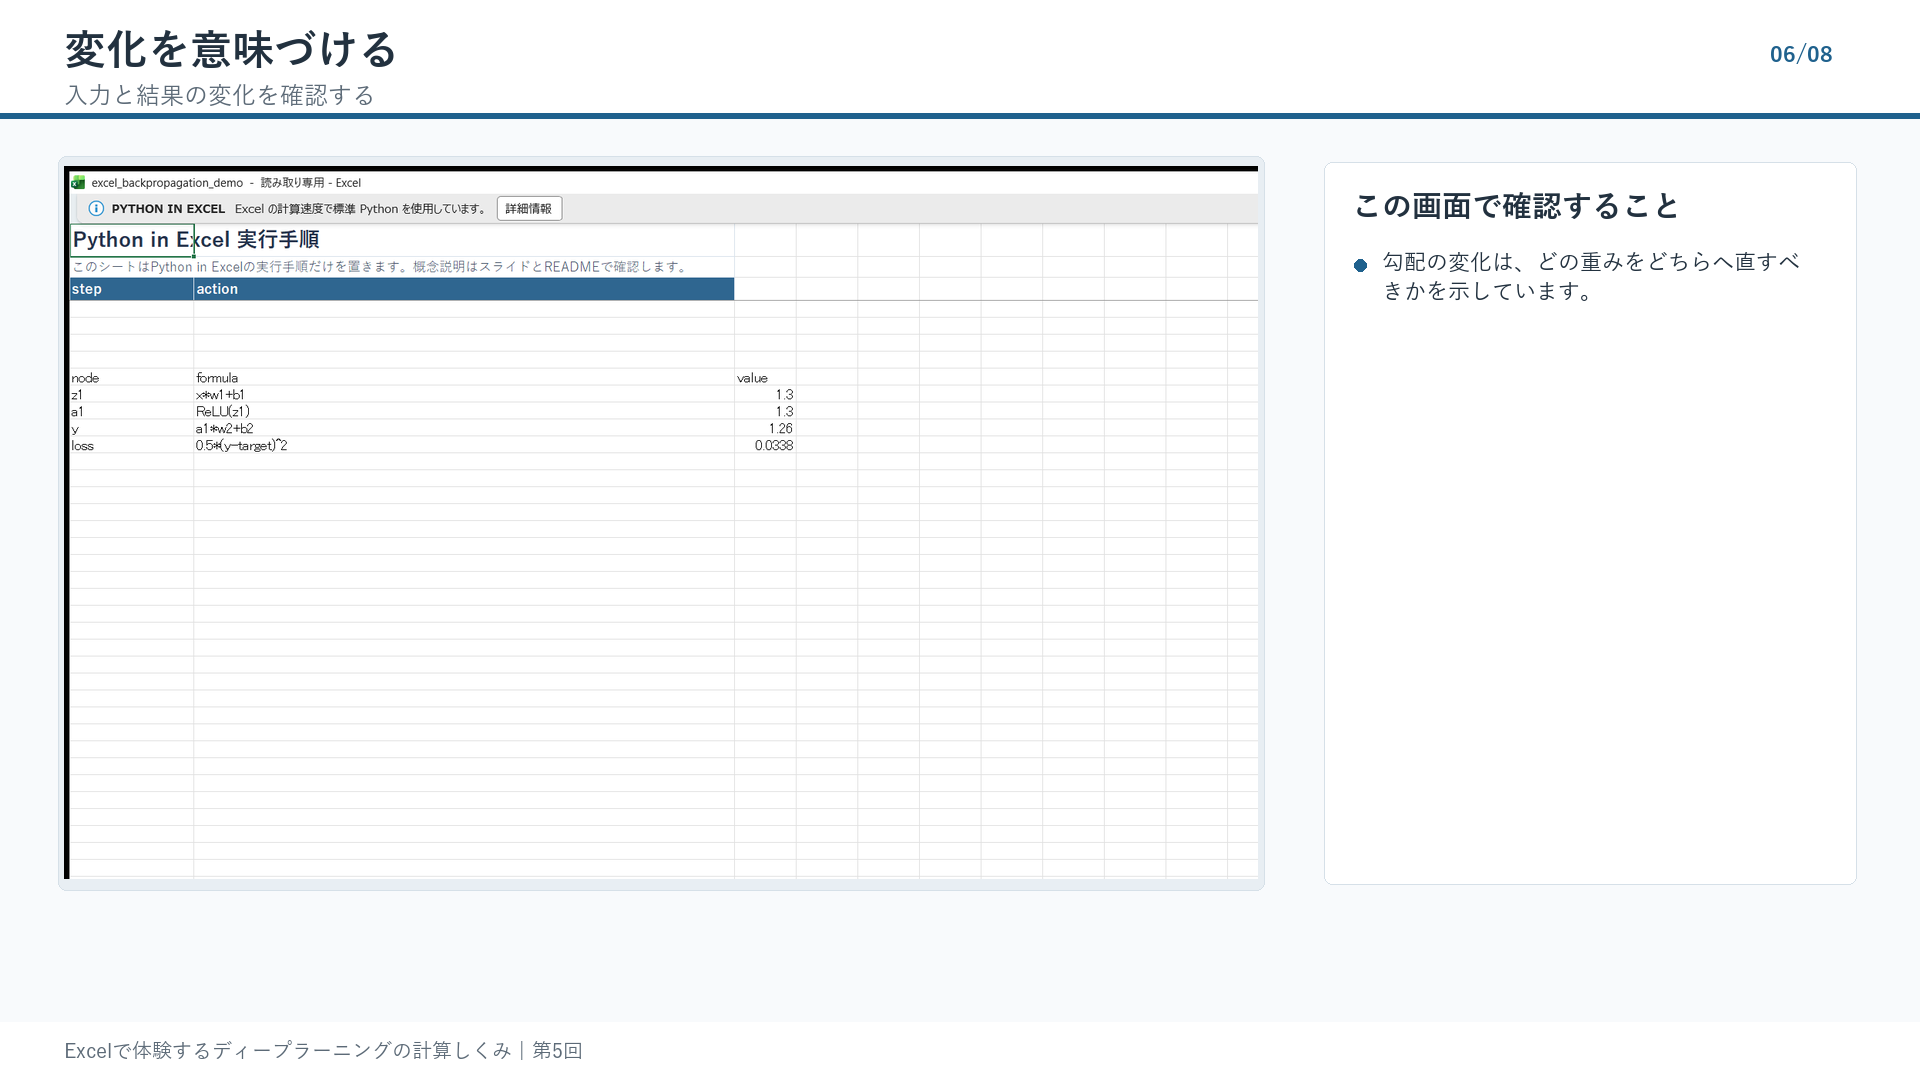 変化を意味づける
06/08
入力と結果の変化を確認する
excel_backpropagation_demo - 読み取り専用 - Excel
PYTHON IN EXCEL Excel の計算速度で標準 Python を使用しています。 詳細情報
Python in Excel 実行手順
このシートはPython in Excelの実行手順だけを置きます。概念説明はスライドとREADMEで確認します。
step action
node formula value
z1 x*w1+b1 1.3
a1 ReLU(z1) 1.3
y a1*w2+b2 1.26
loss 0.5*(y-target)^2 0.0338
この画面で確認すること
勾配の変化は、どの重みをどちらへ直すべ
きかを示しています。
Excelで体験するディープラーニングの計算しくみ｜第5回